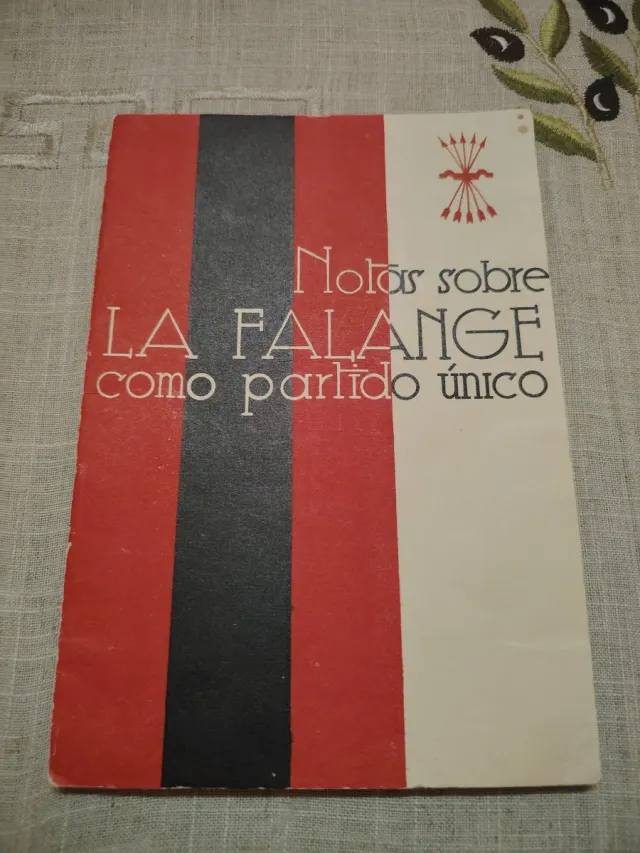 Notas sobre
LA FALANGE
como partido único